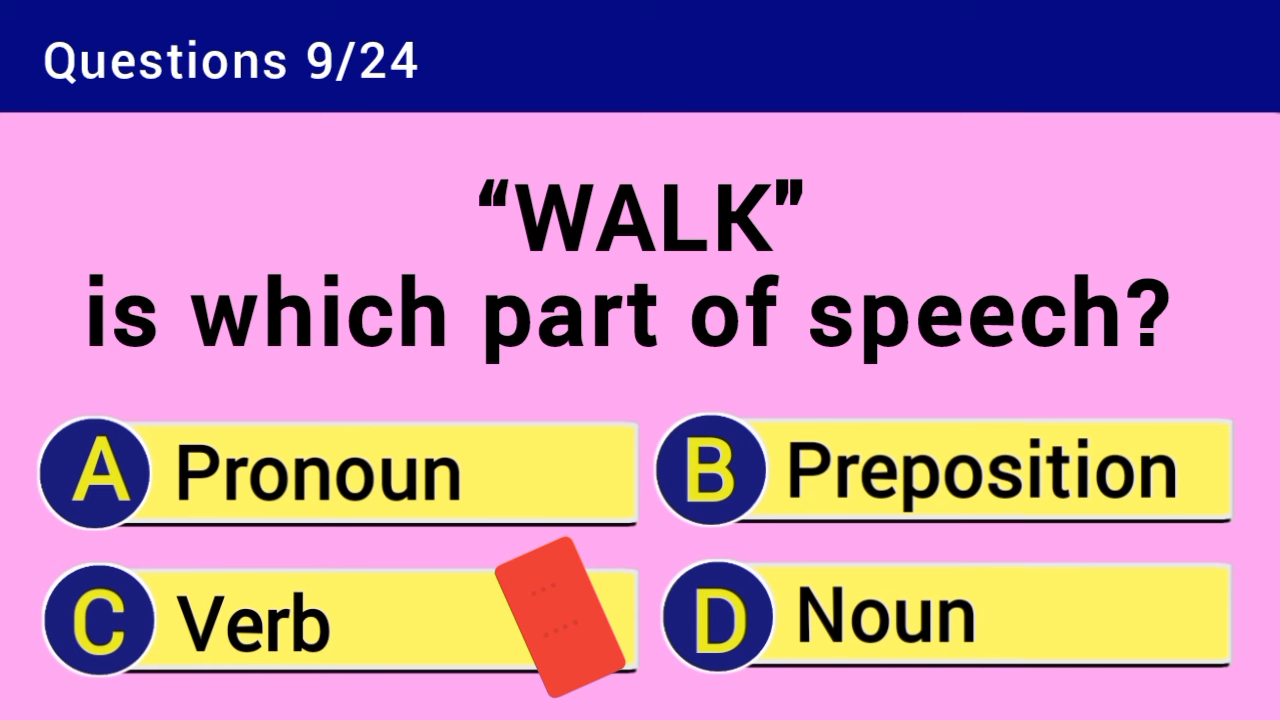 Questions 9/24
“WALK”
is which part of speech?
A Pronoun
B Preposition
C Verb
D Noun